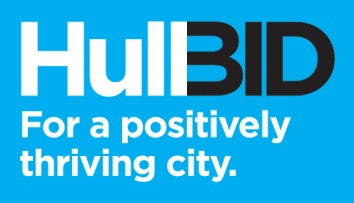 HullBID
For a positively
thriving city.